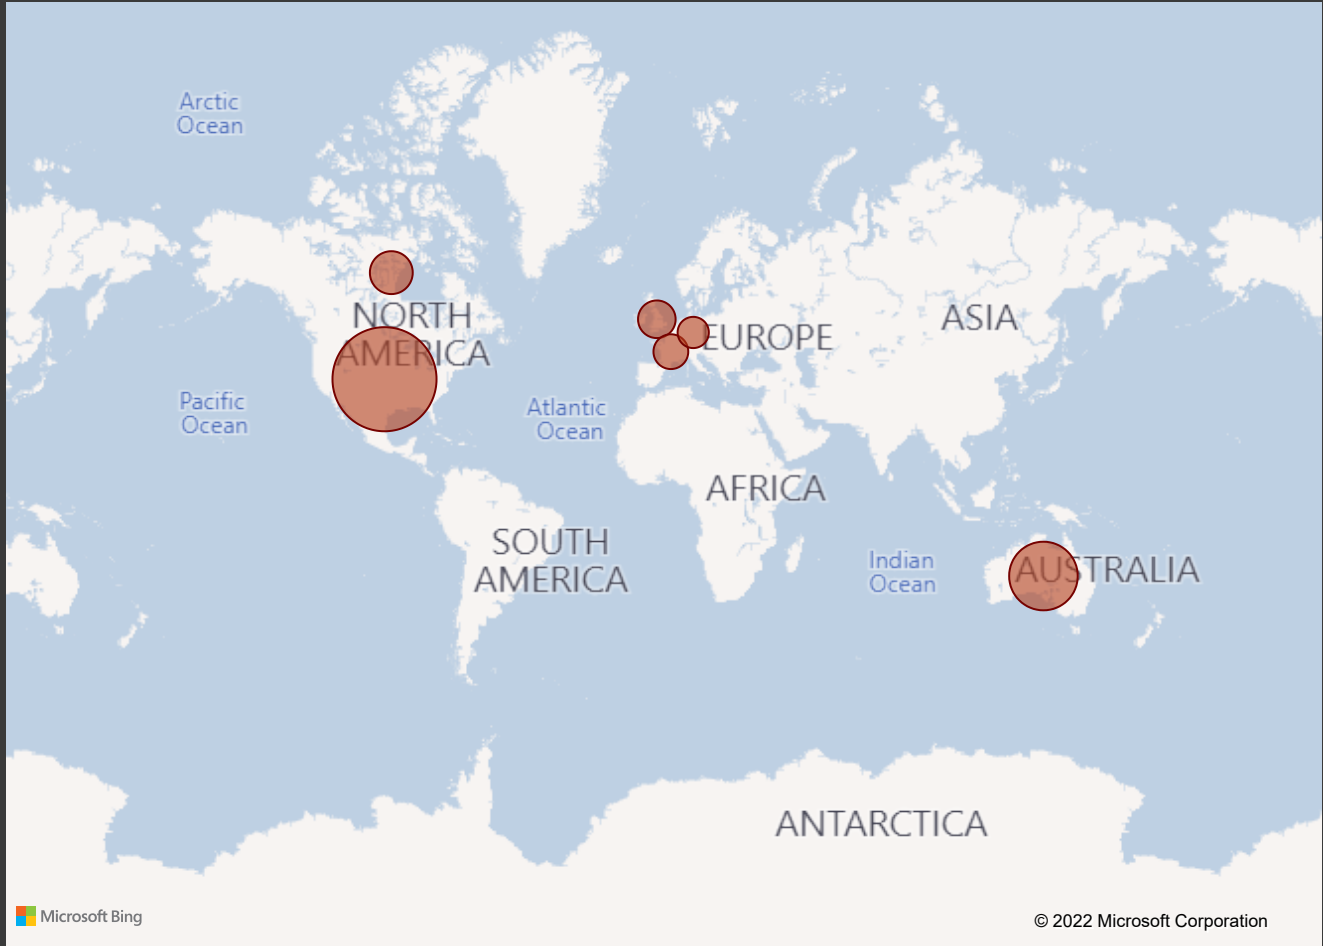 Arctic
Ocean
NORTH
AMERICA
EUROPE
ASIA
Pacific
Ocean
Atlantic
Ocean
AFRICA
SOUTH
AMERICA
Indian
Ocean
AUSTRALIA
ANTARCTICA
Microsoft Bing
© 2022 Microsoft Corporation